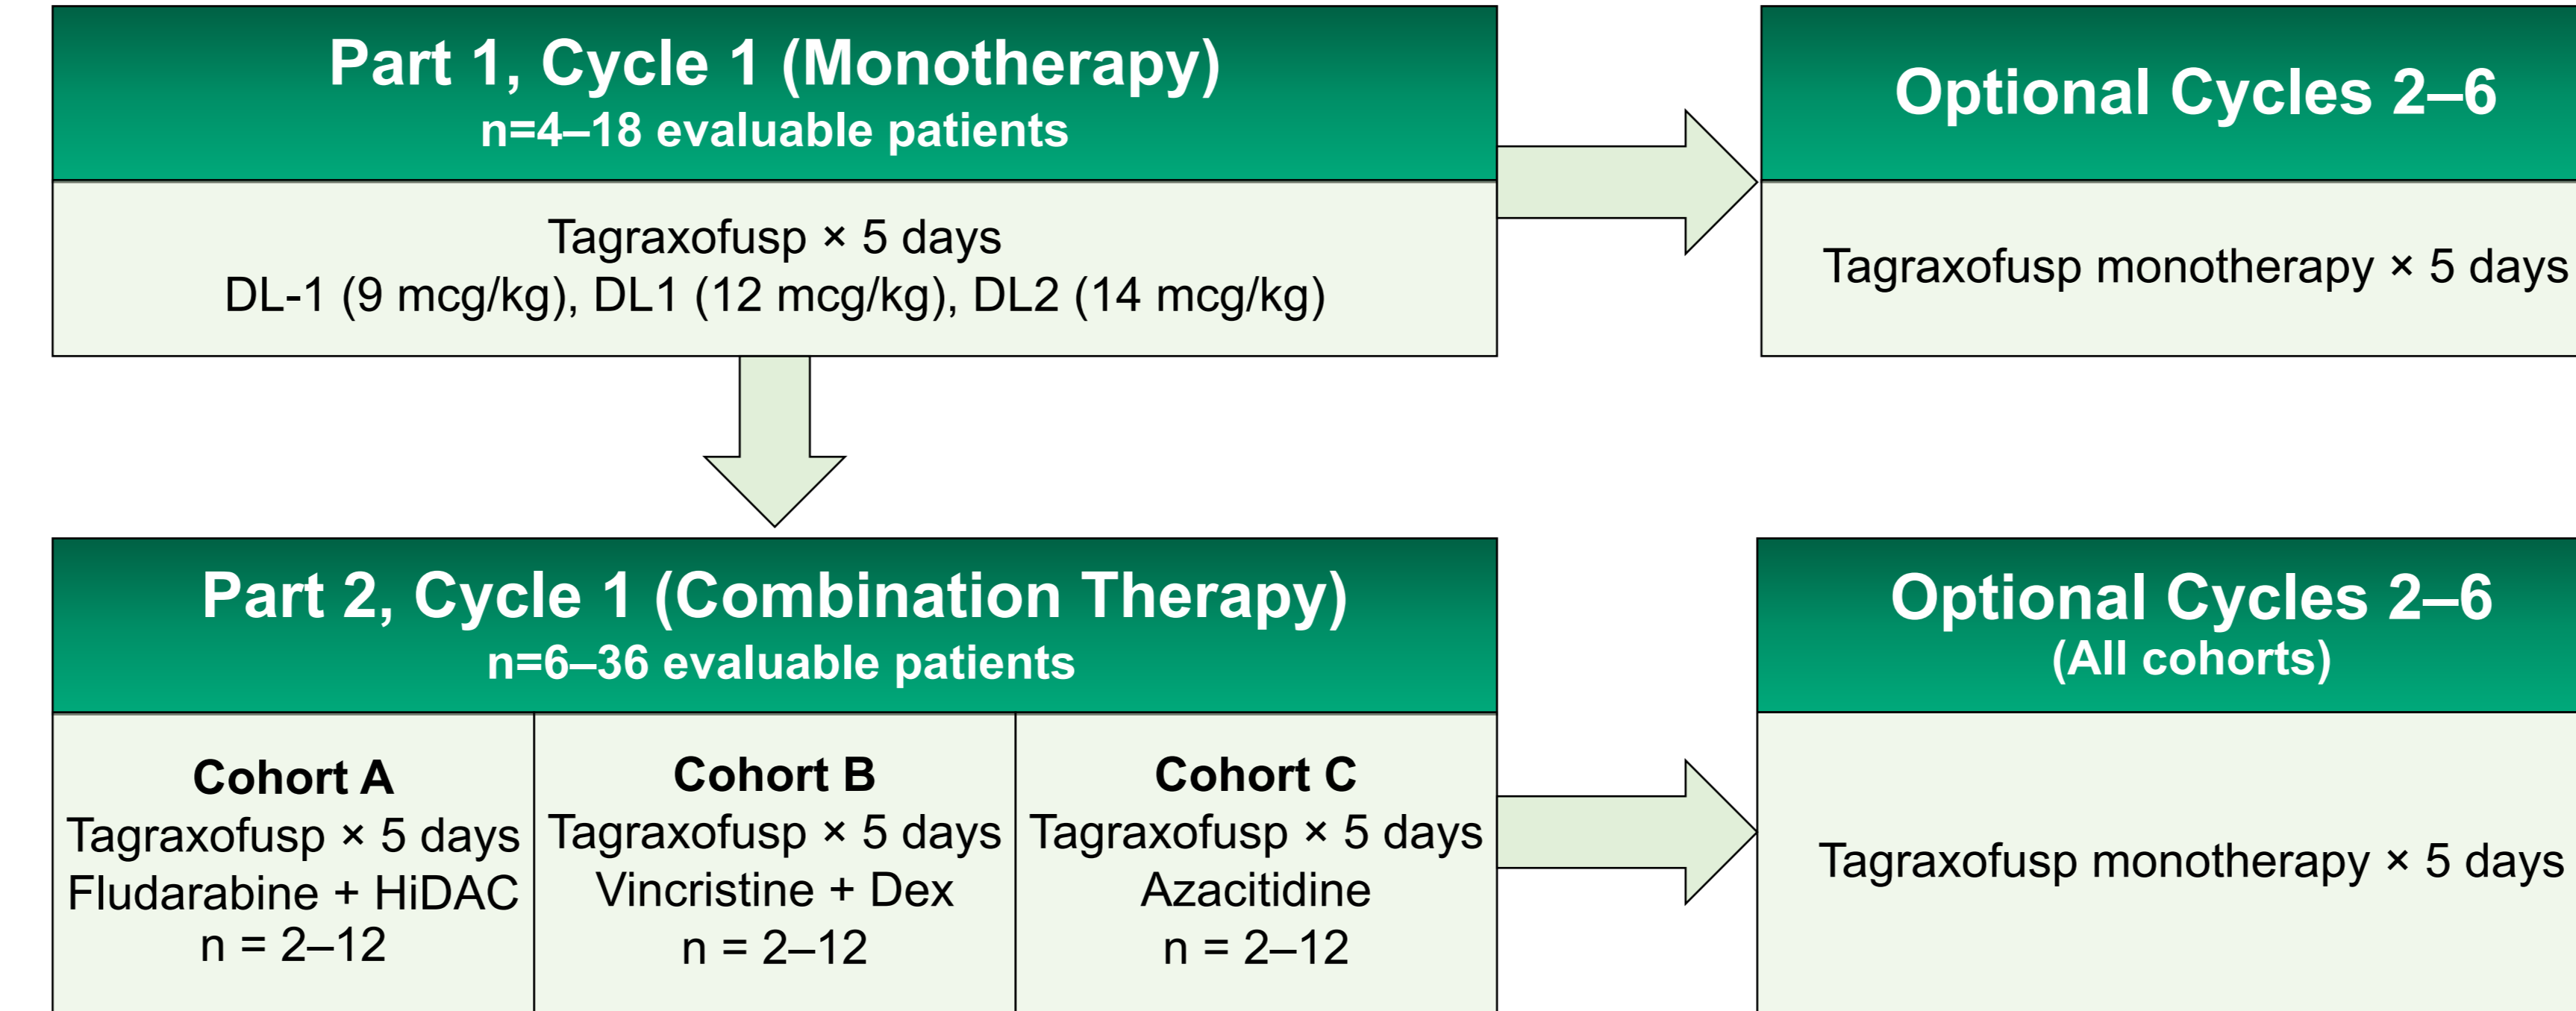 Part 1, Cycle 1 (Monotherapy)
n=4–18 evaluable patients
Tagraxofusp × 5 days
DL-1 (9 mcg/kg), DL1 (12 mcg/kg), DL2 (14 mcg/kg)
Optional Cycles 2–6
Tagraxofusp monotherapy × 5 days
Part 2, Cycle 1 (Combination Therapy)
n=6–36 evaluable patients
Cohort A
Tagraxofusp × 5 days
Fludarabine + HiDAC
n = 2–12
Cohort B
Tagraxofusp × 5 days
Vincristine + Dex
n = 2–12
Cohort C
Tagraxofusp × 5 days
Azacitidine
n = 2–12
Optional Cycles 2–6
(All cohorts)
Tagraxofusp monotherapy × 5 days